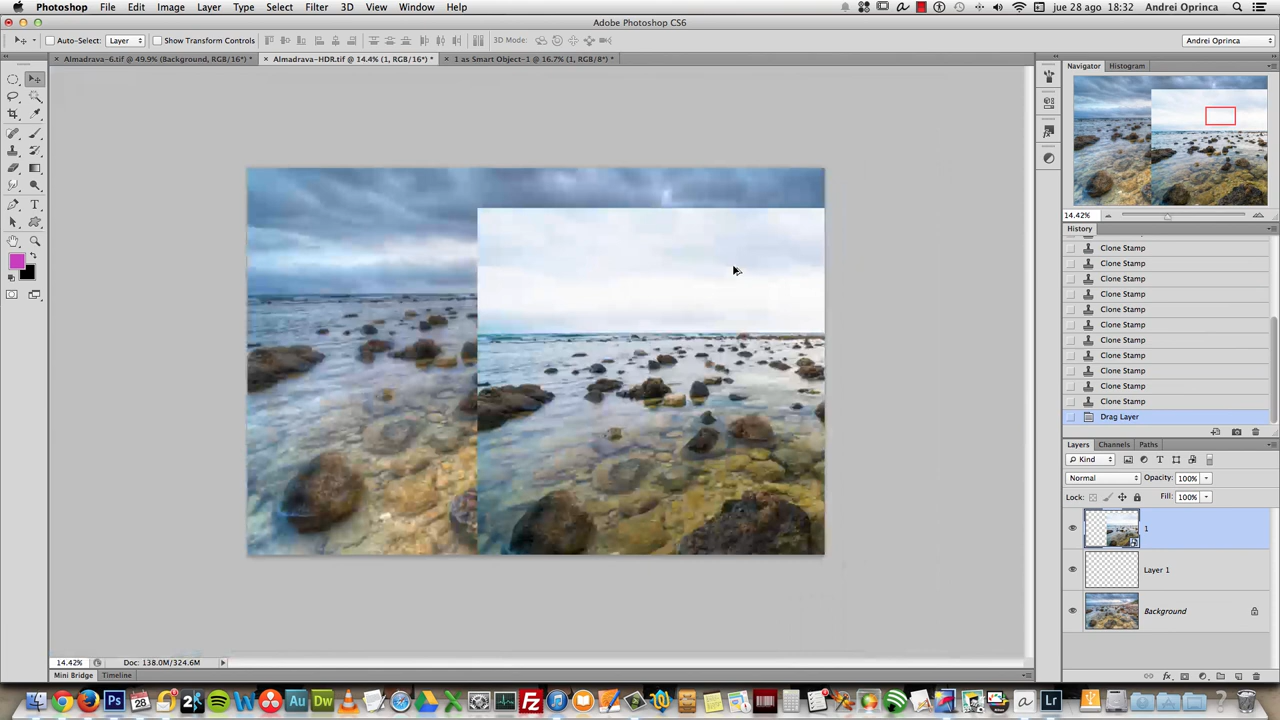 Photoshop File Edit Image Layer Type Select Filter 3D View Window Help jue 28 ago 18:32 Andrei Oprinca
Adobe Photoshop CS6
Auto-Select: Layer Show Transform Controls 3D Mode: Andrei Oprinca
Almadrava-6.tif @ 49.9% (Background, RGB/16*) * Almadrava-HDR.tif @ 14.4% (1, RGB/16*) * 1 as Smart Object-1 @ 16.7% (1, RGB/8*) *
Navigator Histogram
14.42%
History
Clone Stamp
Clone Stamp
Clone Stamp
Clone Stamp
Clone Stamp
Clone Stamp
Clone Stamp
Clone Stamp
Clone Stamp
Clone Stamp
Clone Stamp
Drag Layer
Layers Channels Paths
Kind
Normal Opacity: 100%
Lock: Fill: 100%
1
Layer 1
Background
14.42% Doc: 138.0M/324.6M
Mini Bridge Timeline